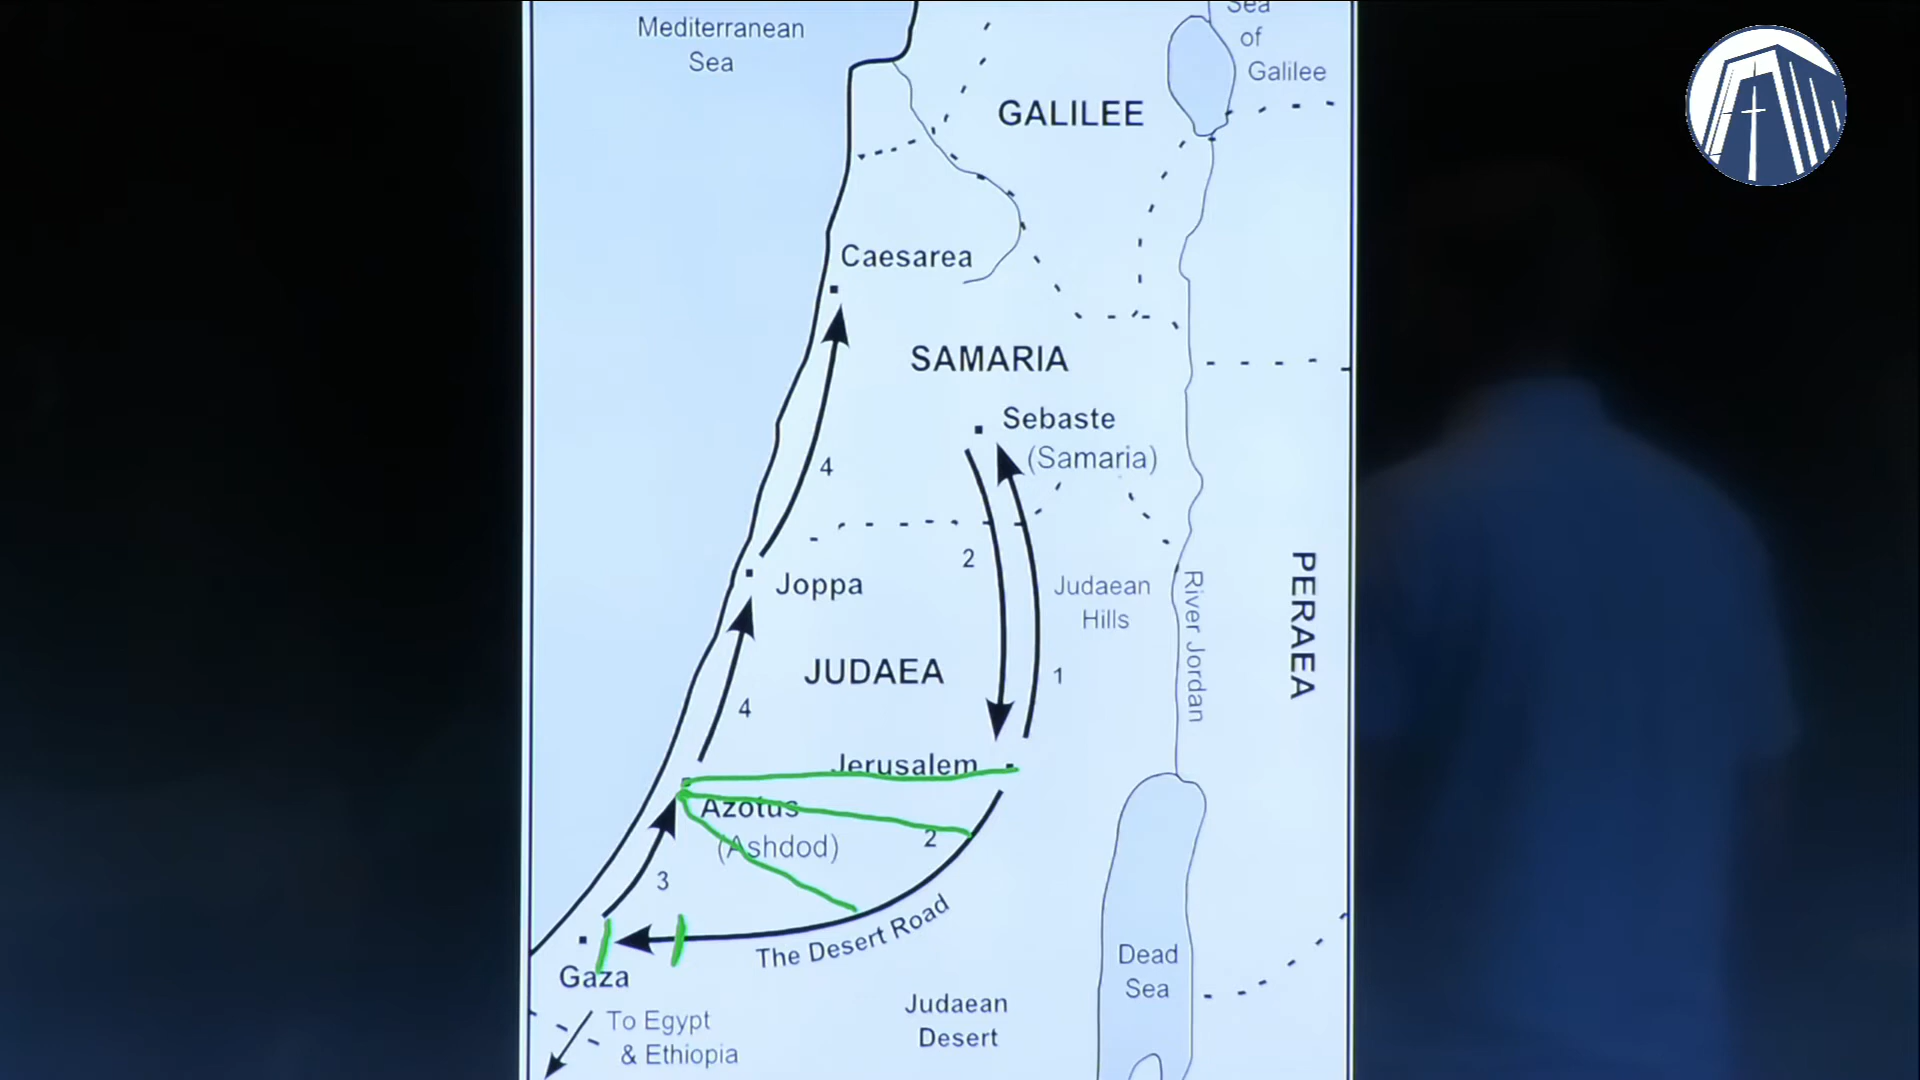 Mediterranean
Sea
Sea
of
Galilee
GALILEE
Caesarea
SAMARIA
Sebaste
(Samaria)
4
2
Joppa
Judaean
Hills
River Jordan
PERAEA
JUDAEA
1
4
Jerusalem
Azotus
(Ashdod)
2
3
The Desert Road
Gaza
To Egypt
& Ethiopia
Judaean
Desert
Dead
Sea